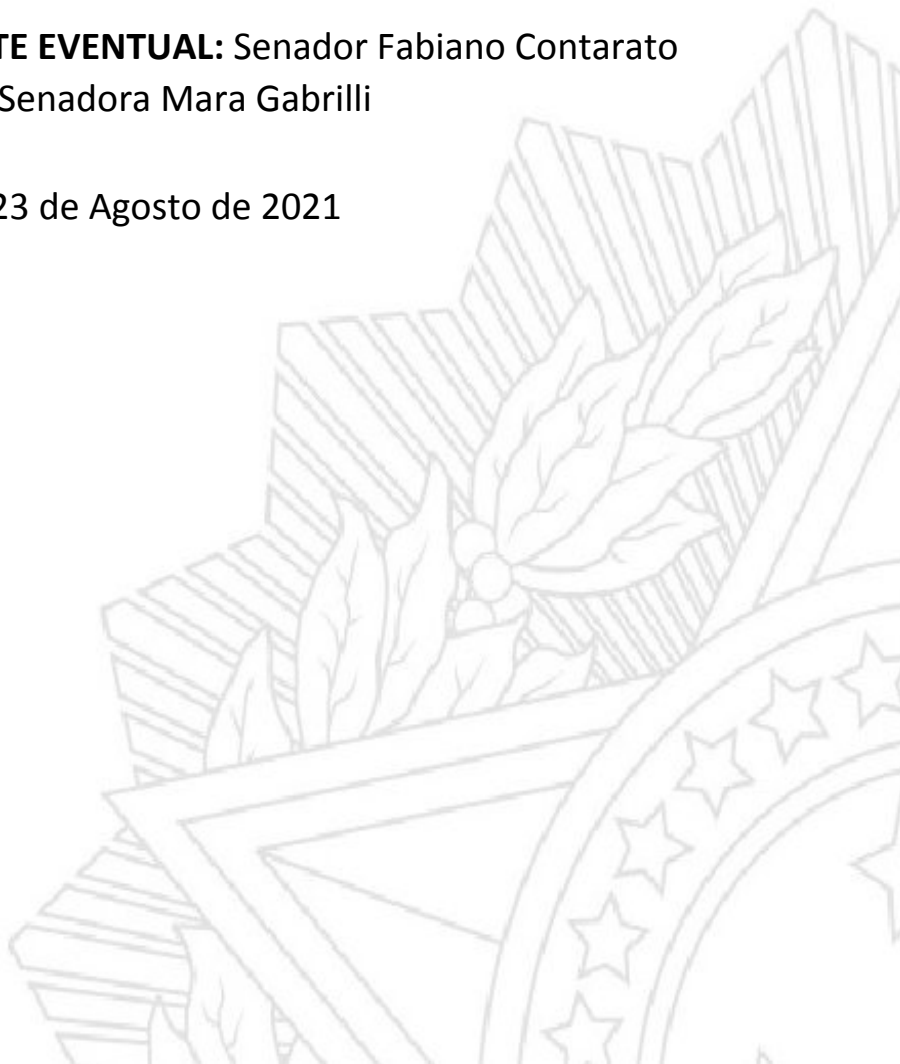 TE EVENTUAL: Senador Fabiano Contarato
Senadora Mara Gabrilli
23 de Agosto de 2021